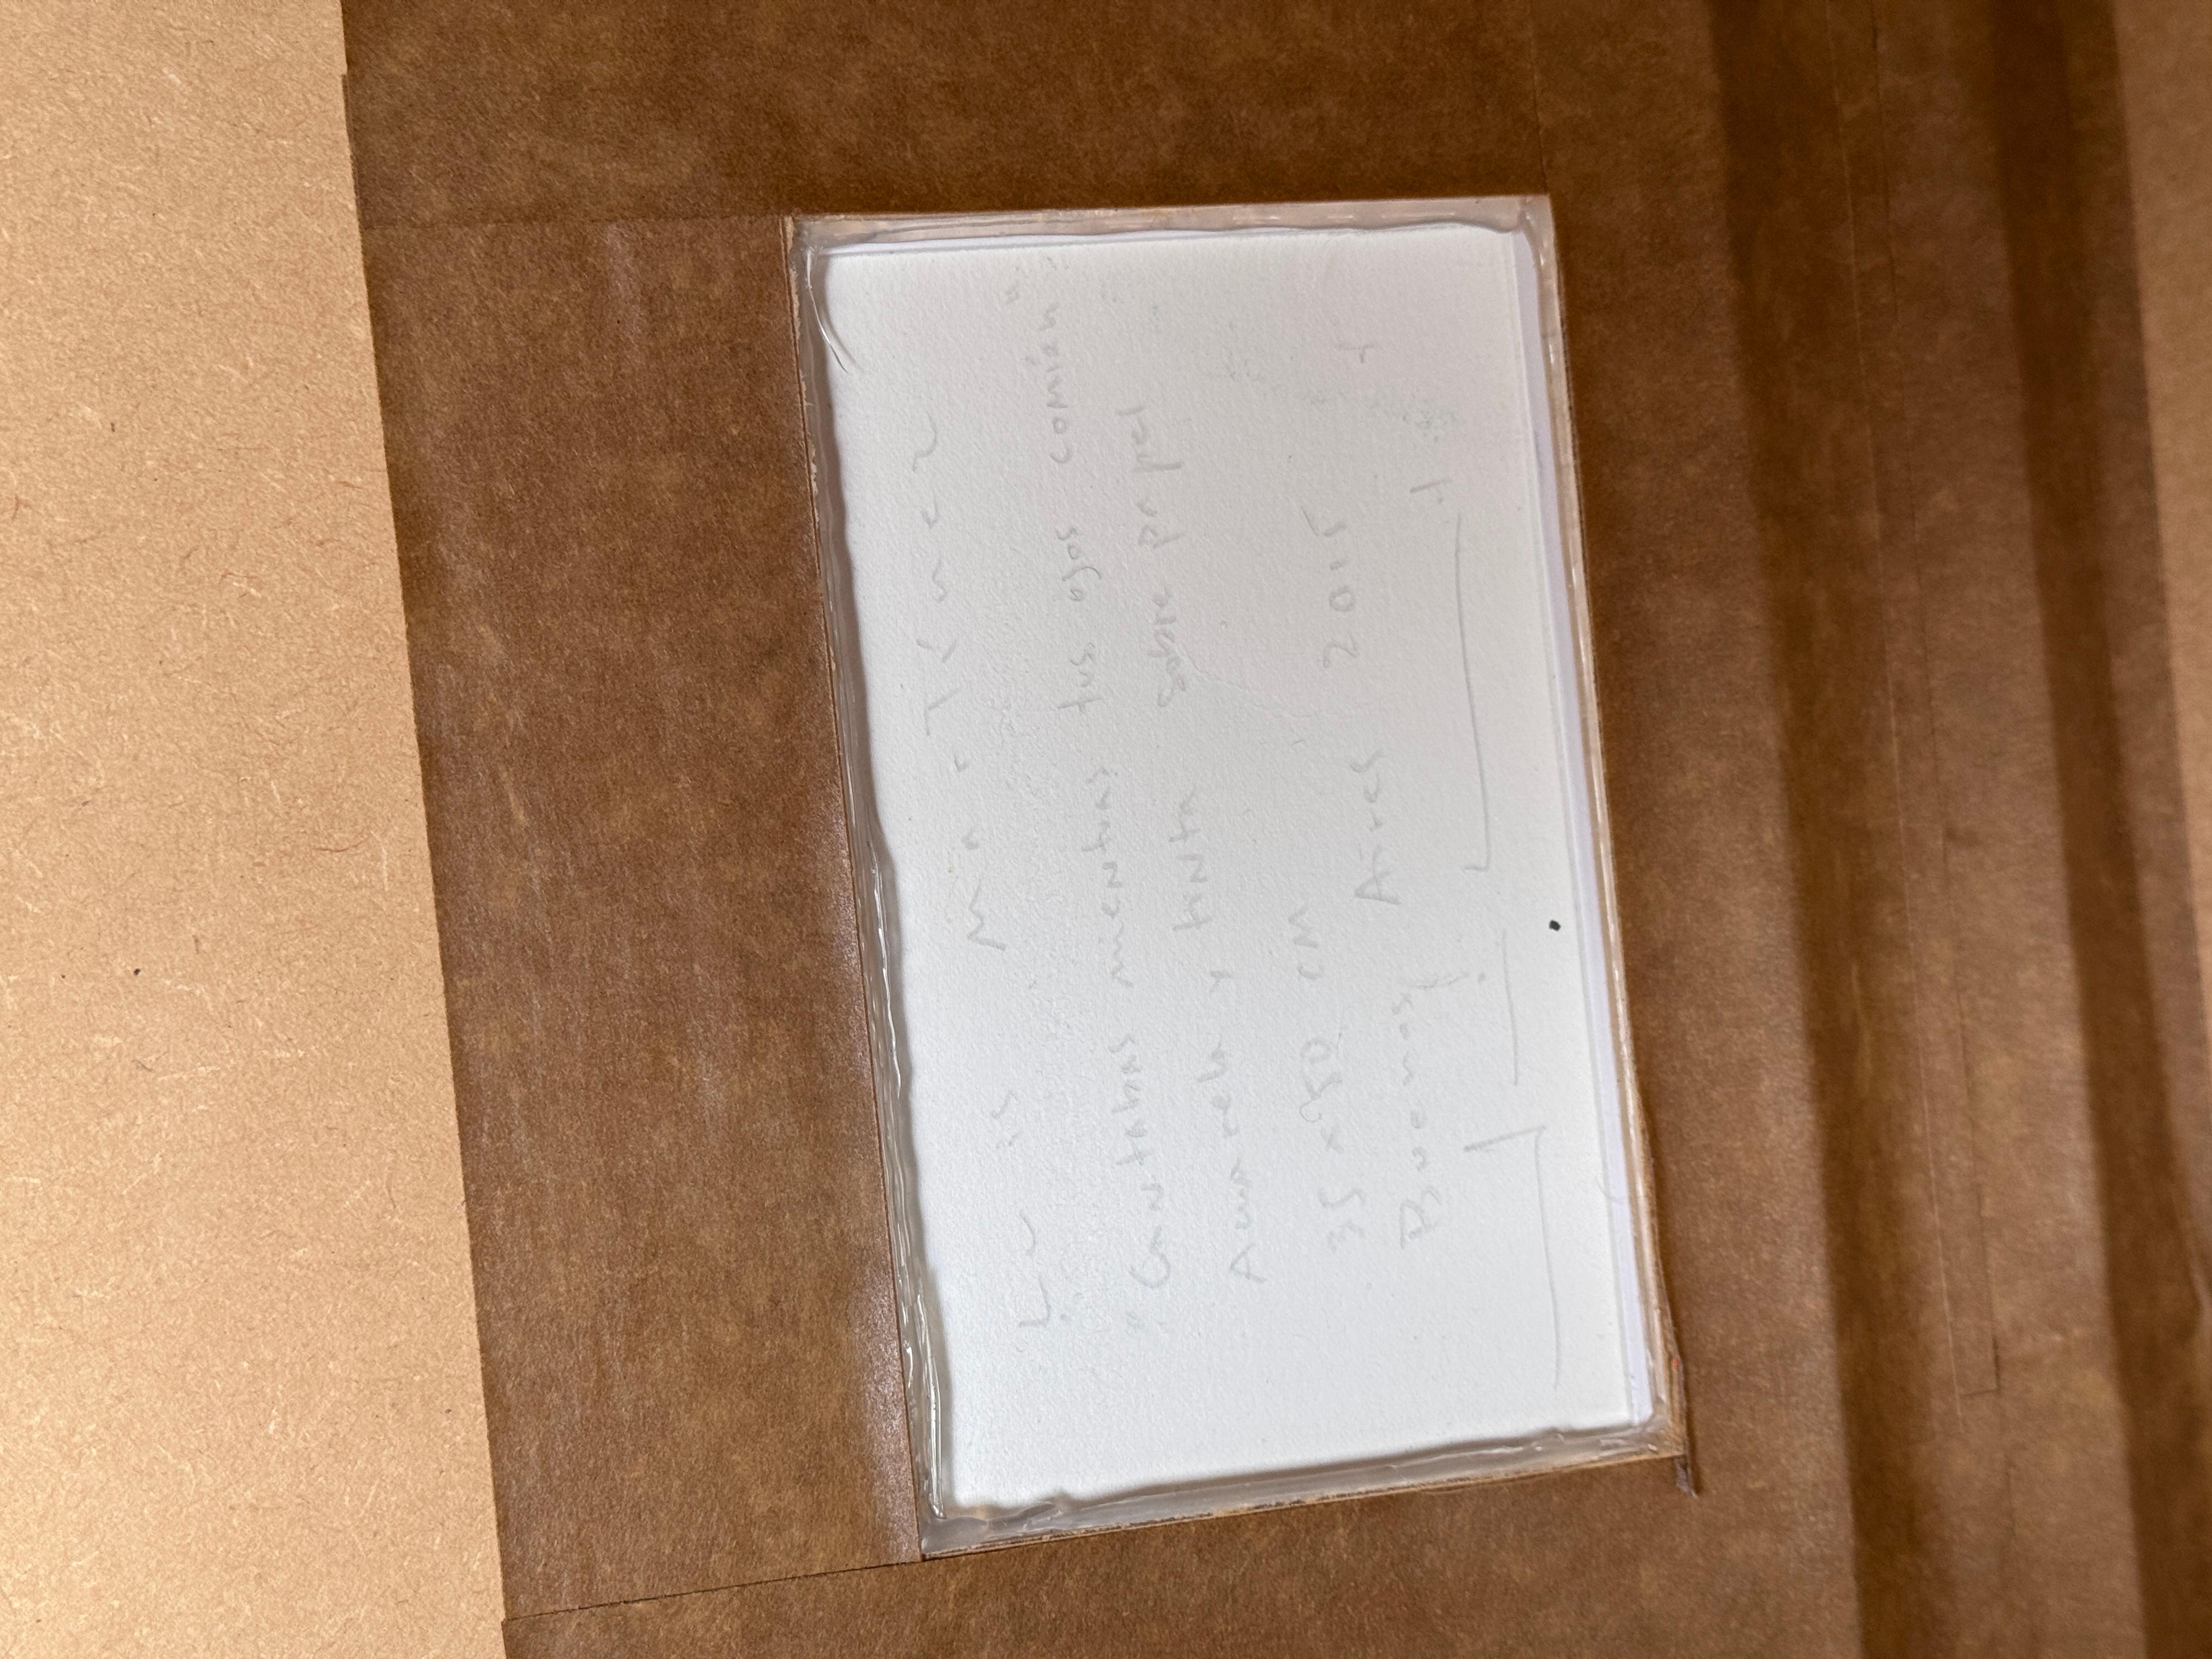 Luis Martínez
"Cantabas mientras tus ojos comían"
Acuarela y tinta sobre papel
35 x 50 cm
Buenos Aires 2015